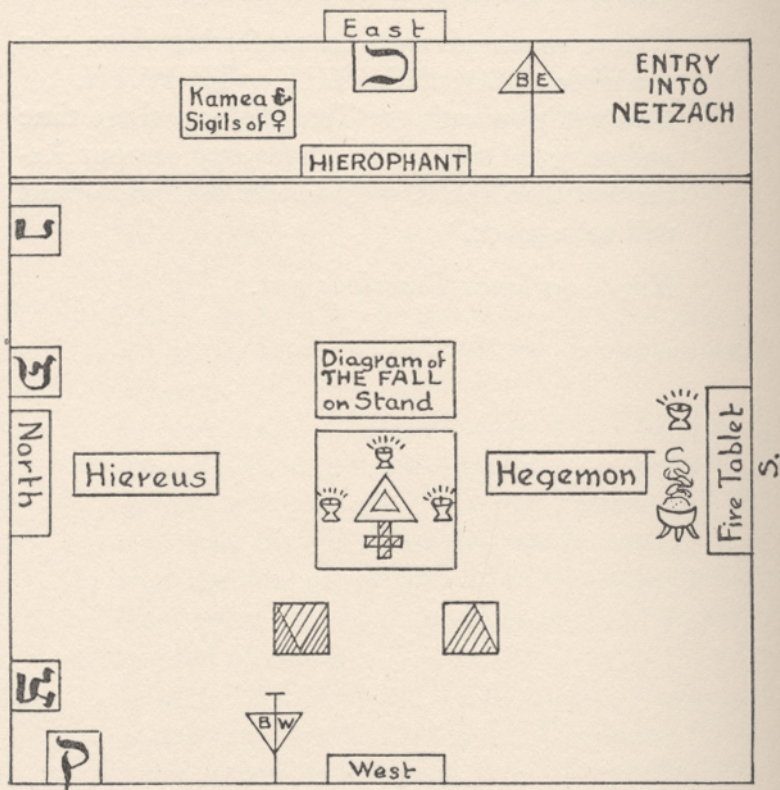 East
כ
B E
ENTRY
INTO
NETZACH
Kamea &
Sigils of ♀
HIEROPHANT
נ
פ
Diagram of
THE FALL
on Stand
North
Hiereus
Hegemon
Fire Tablet
S.
צ
ק
B W
West